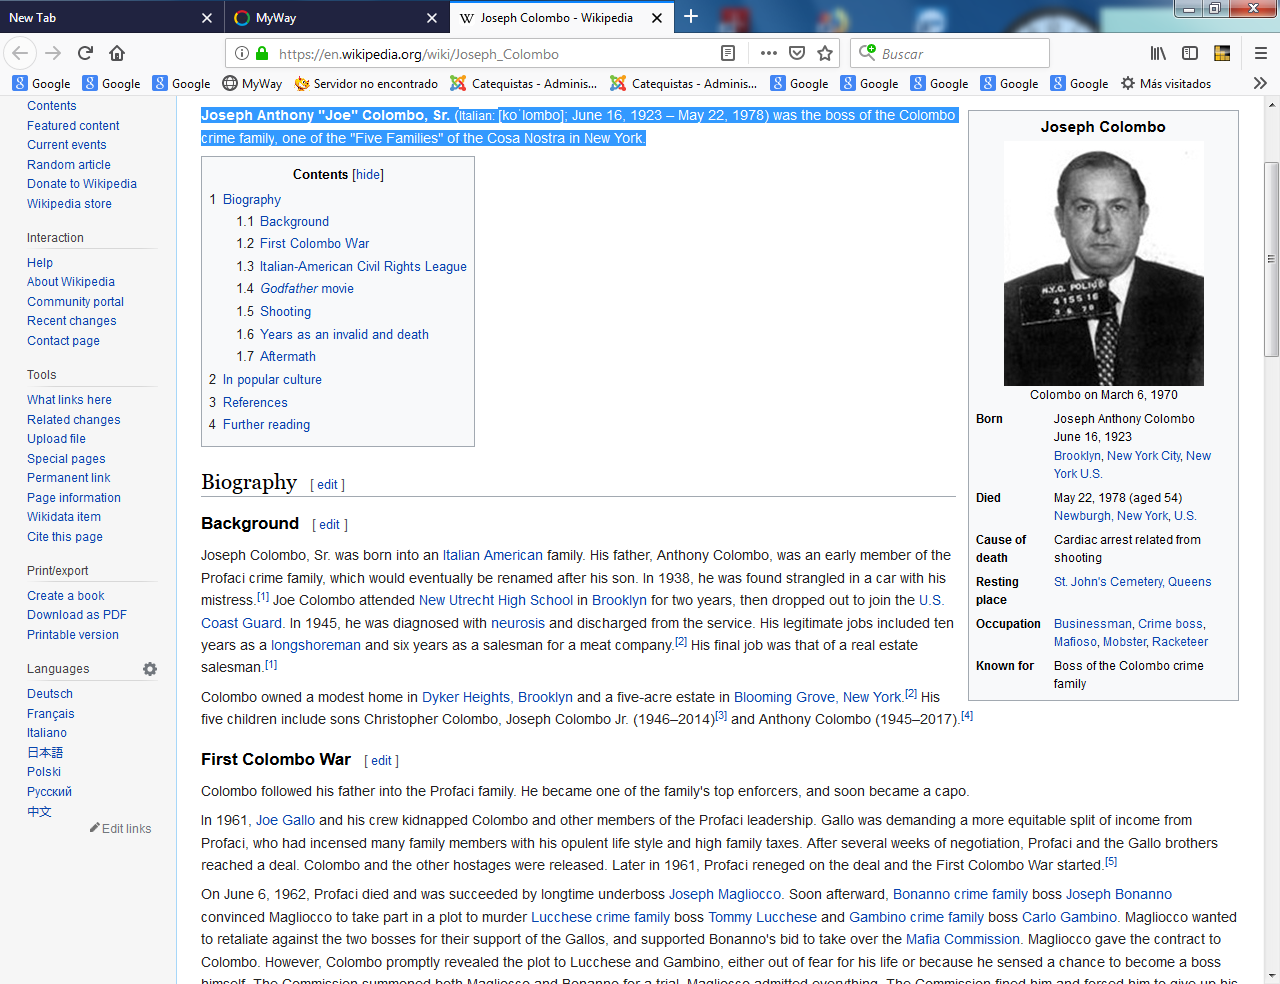 New Tab
MyWay
Joseph Colombo - Wikipedia
https://en.wikipedia.org/wiki/Joseph_Colombo
Buscar
Google
Google
Google
MyWay
Servidor no encontrado
Catequistas - Adminis...
Catequistas - Adminis...
Google
Google
Google
Google
Google
Más visitados
Contents
Featured content
Current events
Random article
Donate to Wikipedia
Wikipedia store
Interaction
Help
About Wikipedia
Community portal
Recent changes
Contact page
Tools
What links here
Related changes
Upload file
Special pages
Permanent link
Page information
Wikidata item
Cite this page
Print/export
Create a book
Download as PDF
Printable version
Languages
Deutsch
Français
Italiano
日本語
Polski
Русский
中文
Edit links
Joseph Anthony "Joe" Colombo, Sr. (Italian: [koˈlombo]; June 16, 1923 – May 22, 1978) was the boss of the Colombo
crime family, one of the "Five Families" of the Cosa Nostra in New York.
Contents [hide]
1 Biography
1.1 Background
1.2 First Colombo War
1.3 Italian-American Civil Rights League
1.4 Godfather movie
1.5 Shooting
1.6 Years as an invalid and death
1.7 Aftermath
2 In popular culture
3 References
4 Further reading
Biography [ edit ]
Background [ edit ]
Joseph Colombo, Sr. was born into an Italian American family. His father, Anthony Colombo, was an early member of the
Profaci crime family, which would eventually be renamed after his son. In 1938, he was found strangled in a car with his
mistress.[1] Joe Colombo attended New Utrecht High School in Brooklyn for two years, then dropped out to join the U.S.
Coast Guard. In 1945, he was diagnosed with neurosis and discharged from the service. His legitimate jobs included ten
years as a longshoreman and six years as a salesman for a meat company.[2] His final job was that of a real estate
salesman.[1]
Colombo owned a modest home in Dyker Heights, Brooklyn and a five-acre estate in Blooming Grove, New York.[2] His
five children include sons Christopher Colombo, Joseph Colombo Jr. (1946–2014)[3] and Anthony Colombo (1945–2017).[4]
First Colombo War [ edit ]
Colombo followed his father into the Profaci family. He became one of the family's top enforcers, and soon became a capo.
In 1961, Joe Gallo and his crew kidnapped Colombo and other members of the Profaci leadership. Gallo was demanding a more equitable split of income from
Profaci, who had incensed many family members with his opulent life style and high family taxes. After several weeks of negotiation, Profaci and the Gallo brothers
reached a deal. Colombo and the other hostages were released. Later in 1961, Profaci reneged on the deal and the First Colombo War started.[5]
On June 6, 1962, Profaci died and was succeeded by longtime underboss Joseph Magliocco. Soon afterward, Bonanno crime family boss Joseph Bonanno
convinced Magliocco to take part in a plot to murder Lucchese crime family boss Tommy Lucchese and Gambino crime family boss Carlo Gambino. Magliocco wanted
to retaliate against the two bosses for their support of the Gallos, and supported Bonanno's bid to take over the Mafia Commission. Magliocco gave the contract to
Colombo. However, Colombo promptly revealed the plot to Lucchese and Gambino, either out of fear for his life or because he sensed a chance to become a boss
himself. The Commission summoned both Magliocco and Bonanno for a trial. Magliocco admitted everything. The Commission fined him and forced him to give up his
Joseph Colombo
N.Y.C. POLICE
415516
3 6 70
Colombo on March 6, 1970
Born Joseph Anthony Colombo
June 16, 1923
Brooklyn, New York City, New
York U.S.
Died May 22, 1978 (aged 54)
Newburgh, New York, U.S.
Cause of death Cardiac arrest related from
shooting
Resting place St. John's Cemetery, Queens
Occupation Businessman, Crime boss,
Mafioso, Mobster, Racketeer
Known for Boss of the Colombo crime
family